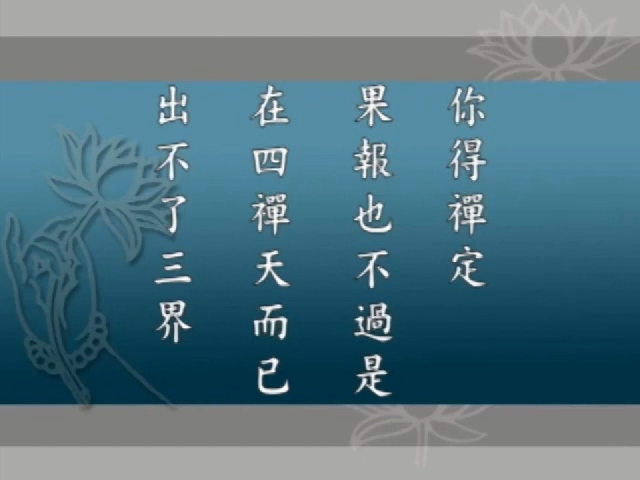 你得禪定
果報也不過是
在四禪天而已
出不了三界